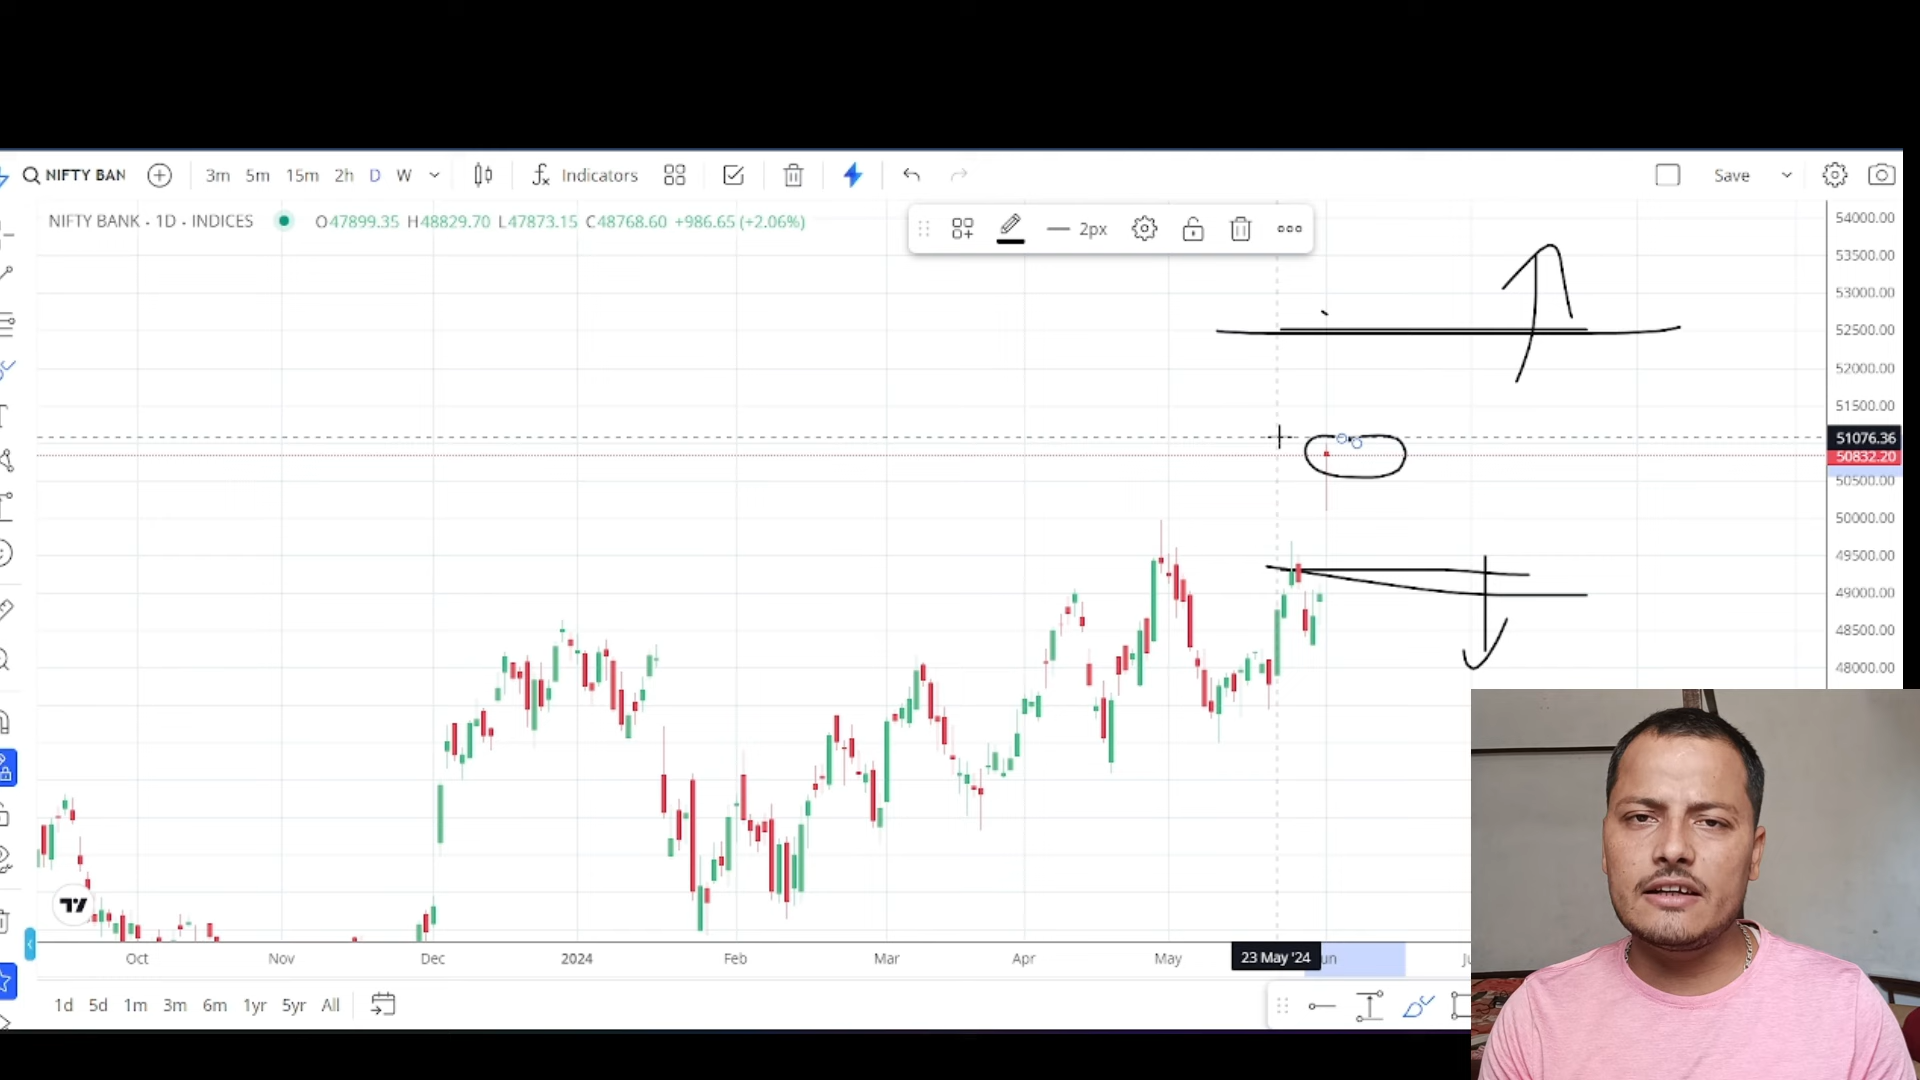 NIFTY BAN 3m 5m 15m 2h D W Indicators Save
NIFTY BANK · 1D · INDICES O47899.35 H48829.70 L47873.15 C48768.60 +986.65 (+2.06%)
2px
54000.00
53500.00
53000.00
52500.00
52000.00
51500.00
51076.36
50832.20
50500.00
50000.00
49500.00
49000.00
48500.00
48000.00
Oct Nov Dec 2024 Feb Mar Apr May 23 May '24 un
1d 5d 1m 3m 6m 1yr 5yr All